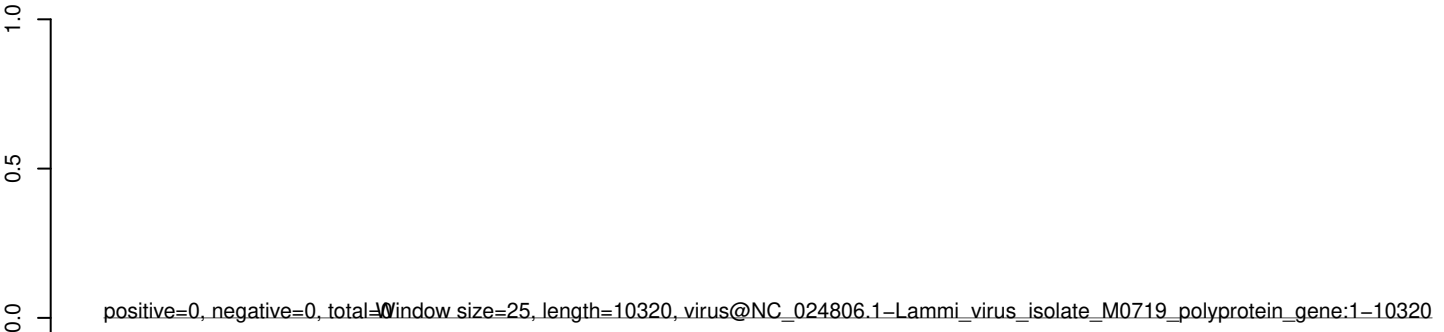 1.0
0.5
0.0
positive=0, negative=0, total=0
Window size=25, length=10320, virus@NC_024806.1−Lammi_virus_isolate_M0719_polyprotein_gene:1−10320